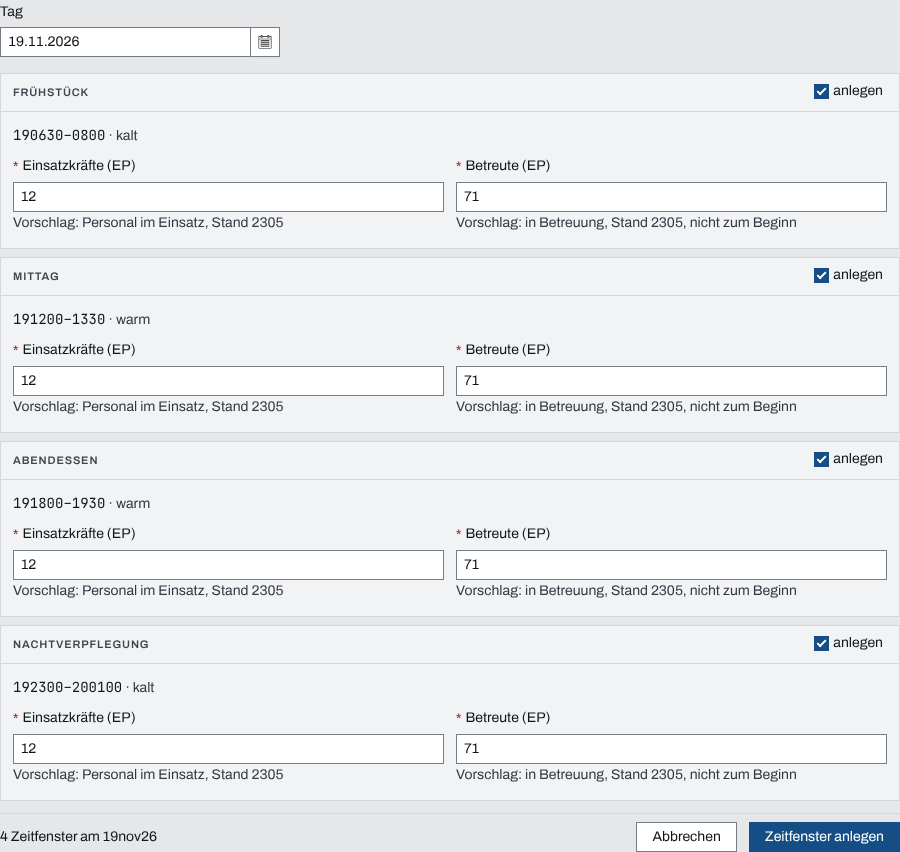 Tag
19.11.2026
FRÜHSTÜCK
anlegen
190630–0800 · kalt
* Einsatzkräfte (EP) * Betreute (EP)
12 71
Vorschlag: Personal im Einsatz, Stand 2305 Vorschlag: in Betreuung, Stand 2305, nicht zum Beginn
MITTAG
anlegen
191200–1330 · warm
* Einsatzkräfte (EP) * Betreute (EP)
12 71
Vorschlag: Personal im Einsatz, Stand 2305 Vorschlag: in Betreuung, Stand 2305, nicht zum Beginn
ABENDESSEN
anlegen
191800–1930 · warm
* Einsatzkräfte (EP) * Betreute (EP)
12 71
Vorschlag: Personal im Einsatz, Stand 2305 Vorschlag: in Betreuung, Stand 2305, nicht zum Beginn
NACHTVERPFLEGUNG
anlegen
192300–200100 · kalt
* Einsatzkräfte (EP) * Betreute (EP)
12 71
Vorschlag: Personal im Einsatz, Stand 2305 Vorschlag: in Betreuung, Stand 2305, nicht zum Beginn
4 Zeitfenster am 19nov26 Abbrechen Zeitfenster anlegen